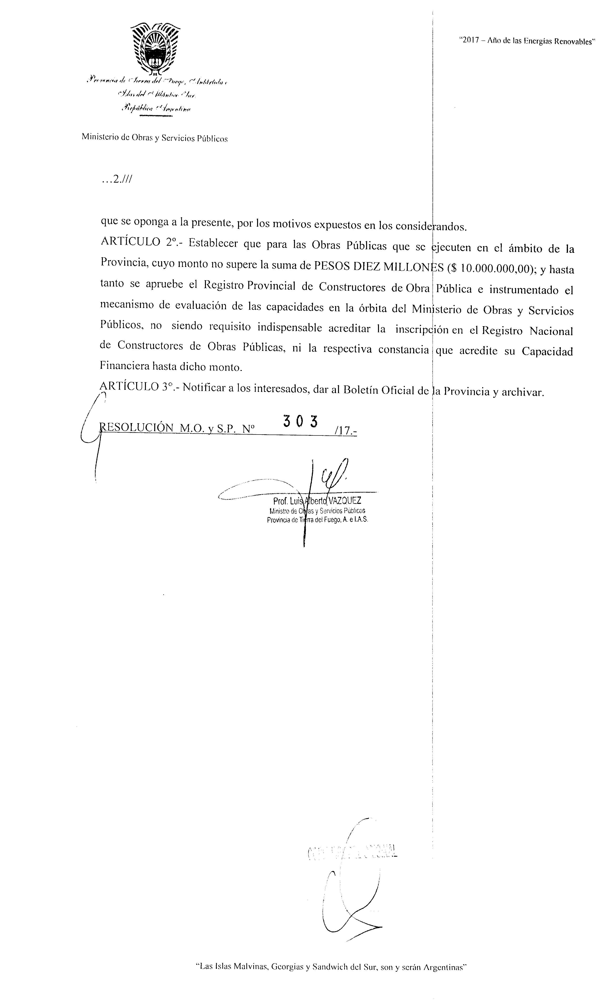 "2017 – Año de las Energías Renovables"
Provincia de Tierra del Fuego, Antártida e
Islas del Atlántico Sur
República Argentina
Ministerio de Obras y Servicios Públicos
...2.///
que se oponga a la presente, por los motivos expuestos en los considerandos.
ARTÍCULO 2º.- Establecer que para las Obras Públicas que se ejecuten en el ámbito de la
Provincia, cuyo monto no supere la suma de PESOS DIEZ MILLONES ($ 10.000.000,00); y hasta
tanto se apruebe el Registro Provincial de Constructores de Obra Pública e instrumentado el
mecanismo de evaluación de las capacidades en la órbita del Ministerio de Obras y Servicios
Públicos, no siendo requisito indispensable acreditar la inscripción en el Registro Nacional
de Constructores de Obras Públicas, ni la respectiva constancia que acredite su Capacidad
Financiera hasta dicho monto.
ARTÍCULO 3º.- Notificar a los interesados, dar al Boletín Oficial de la Provincia y archivar.
RESOLUCIÓN M.O. y S.P. Nº 303 /17.-
Prof. Luis Alberto VAZQUEZ
Ministro de Obras y Servicios Públicos
Provincia de Tierra del Fuego, A. e I.A.S.
"Las Islas Malvinas, Georgias y Sandwich del Sur, son y serán Argentinas"